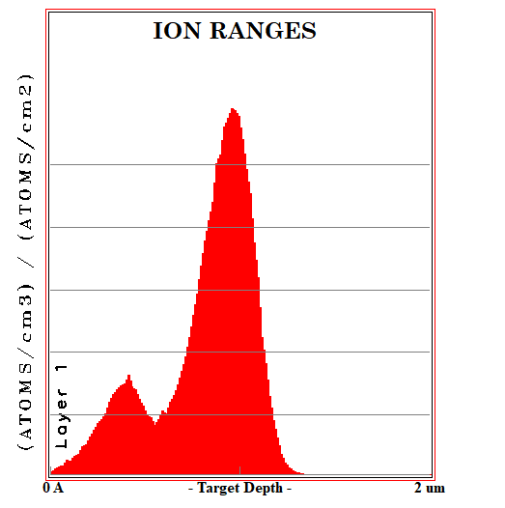 ION RANGES
(ATOMS/cm3) / (ATOMS/cm2)
Layer 1
0 A
- Target Depth -
2 um